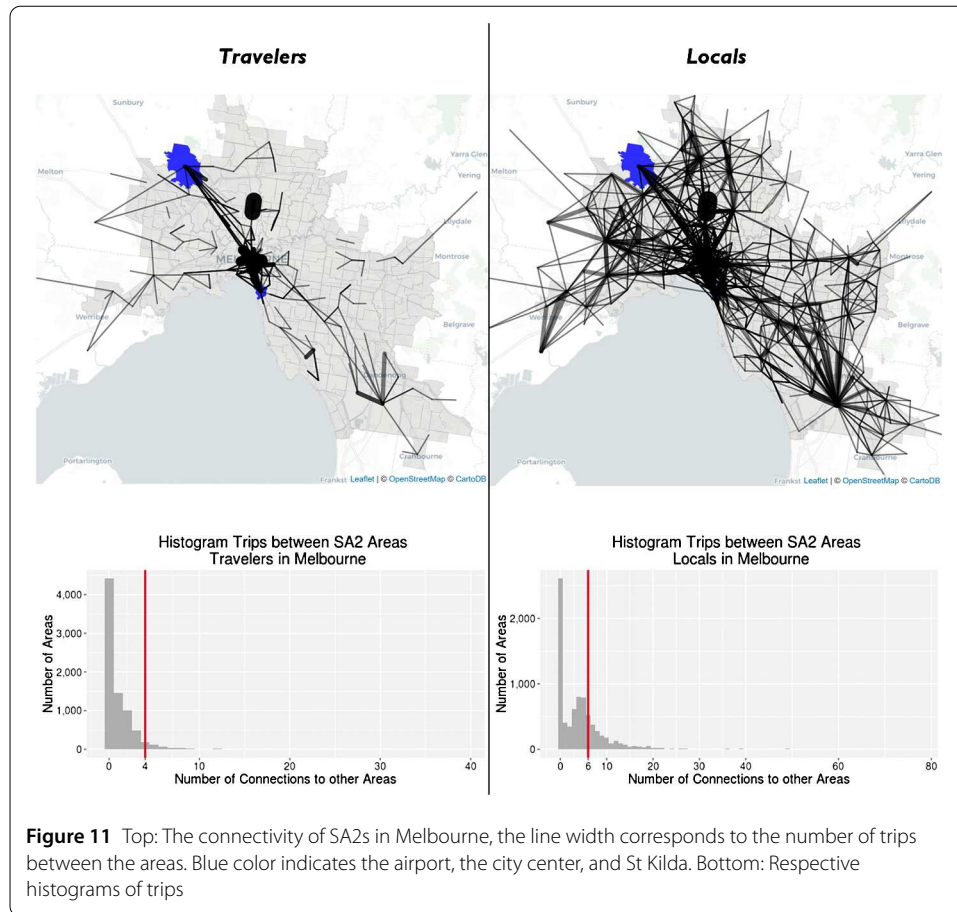 Travelers
Locals
Sunbury
Melton
Yarra Glen
Yering
Lilydale
MELBOURNE
Montrose
Werribee
Belgrave
Dandenong
Cranbourne
Portarlington
Frankst Leaflet | © OpenStreetMap © CartoDB
Sunbury
Melton
Yarra Glen
Yering
Lilydale
Montrose
Belgrave
Cranbourne
Portarlington
Frankst Leaflet | © OpenStreetMap © CartoDB
Histogram Trips between SA2 Areas
Travelers in Melbourne
Number of Areas
4,000
3,000
2,000
1,000
0
0 4 10 20 30 40
Number of Connections to other Areas
Histogram Trips between SA2 Areas
Locals in Melbourne
Number of Areas
2,000
1,000
0
0 6 10 20 30 40 60 80
Number of Connections to other Areas
Figure 11 Top: The connectivity of SA2s in Melbourne, the line width corresponds to the number of trips
between the areas. Blue color indicates the airport, the city center, and St Kilda. Bottom: Respective
histograms of trips